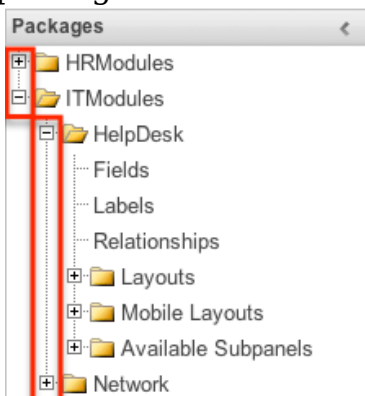 Packages
HRModules
ITModules
HelpDesk
Fields
Labels
Relationships
Layouts
Mobile Layouts
Available Subpanels
Network